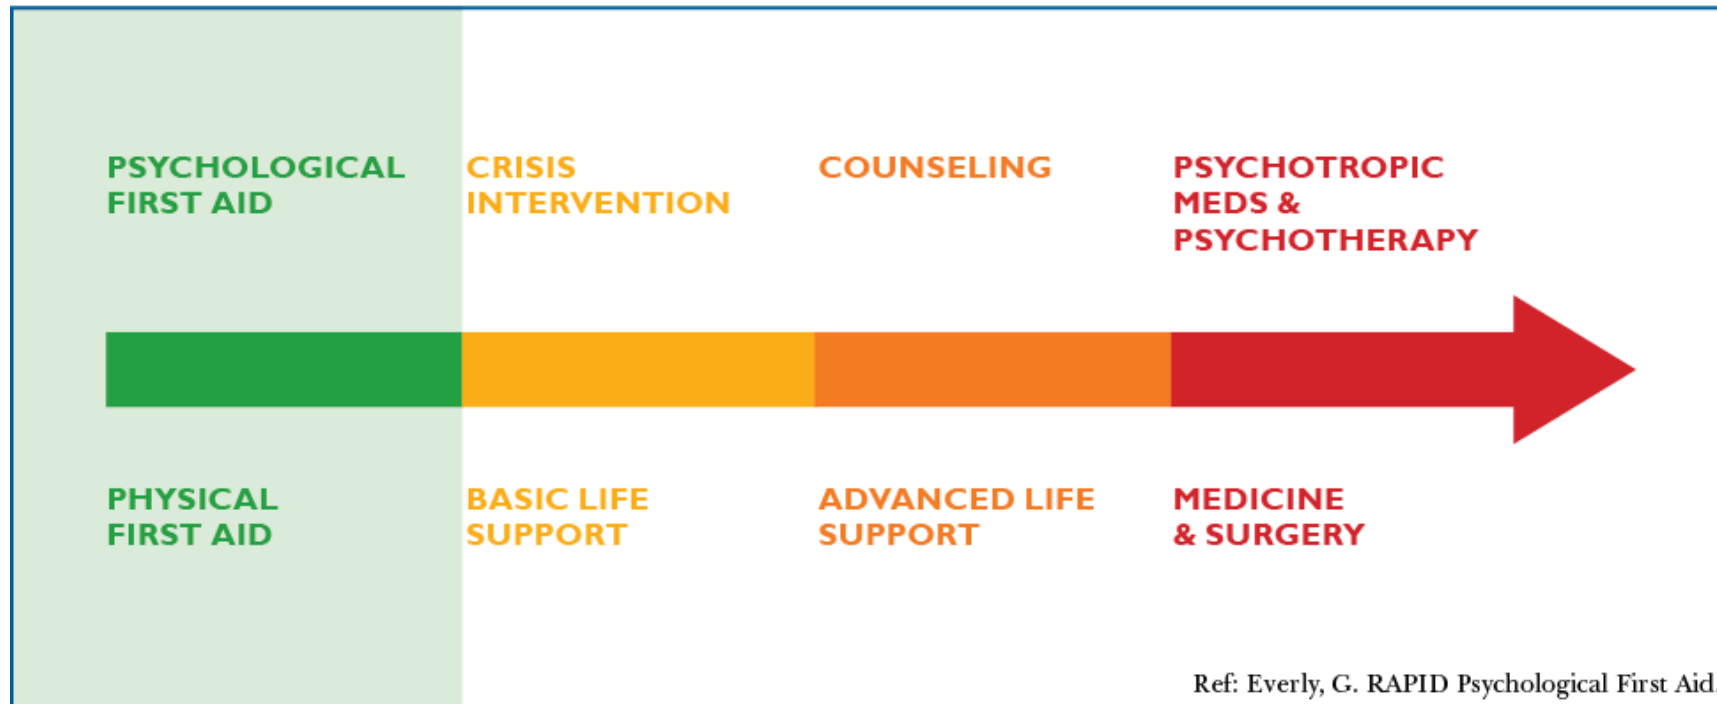 PSYCHOLOGICAL
FIRST AID
CRISIS
INTERVENTION
COUNSELING
PSYCHOTROPIC
MEDS &
PSYCHOTHERAPY
PHYSICAL
FIRST AID
BASIC LIFE
SUPPORT
ADVANCED LIFE
SUPPORT
MEDICINE
& SURGERY
Ref: Everly, G. RAPID Psychological First Aid.